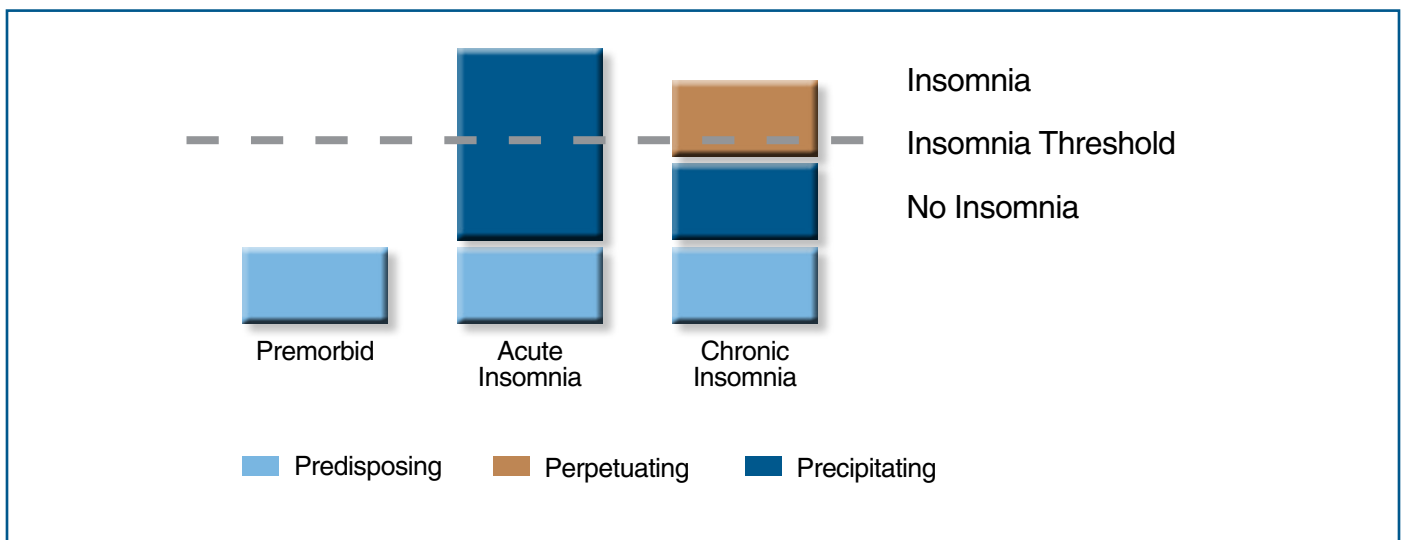 Insomnia
Insomnia Threshold
No Insomnia
Premorbid
Acute
Insomnia
Chronic
Insomnia
Predisposing
Perpetuating
Precipitating